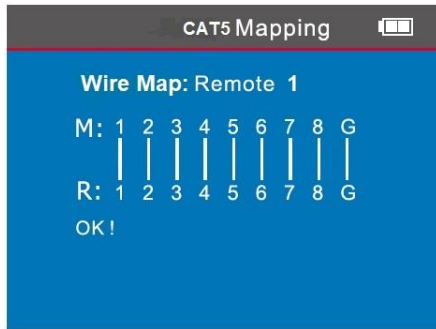 CAT5 Mapping
Wire Map: Remote 1
M: 1 2 3 4 5 6 7 8 G
R: 1 2 3 4 5 6 7 8 G
OK!